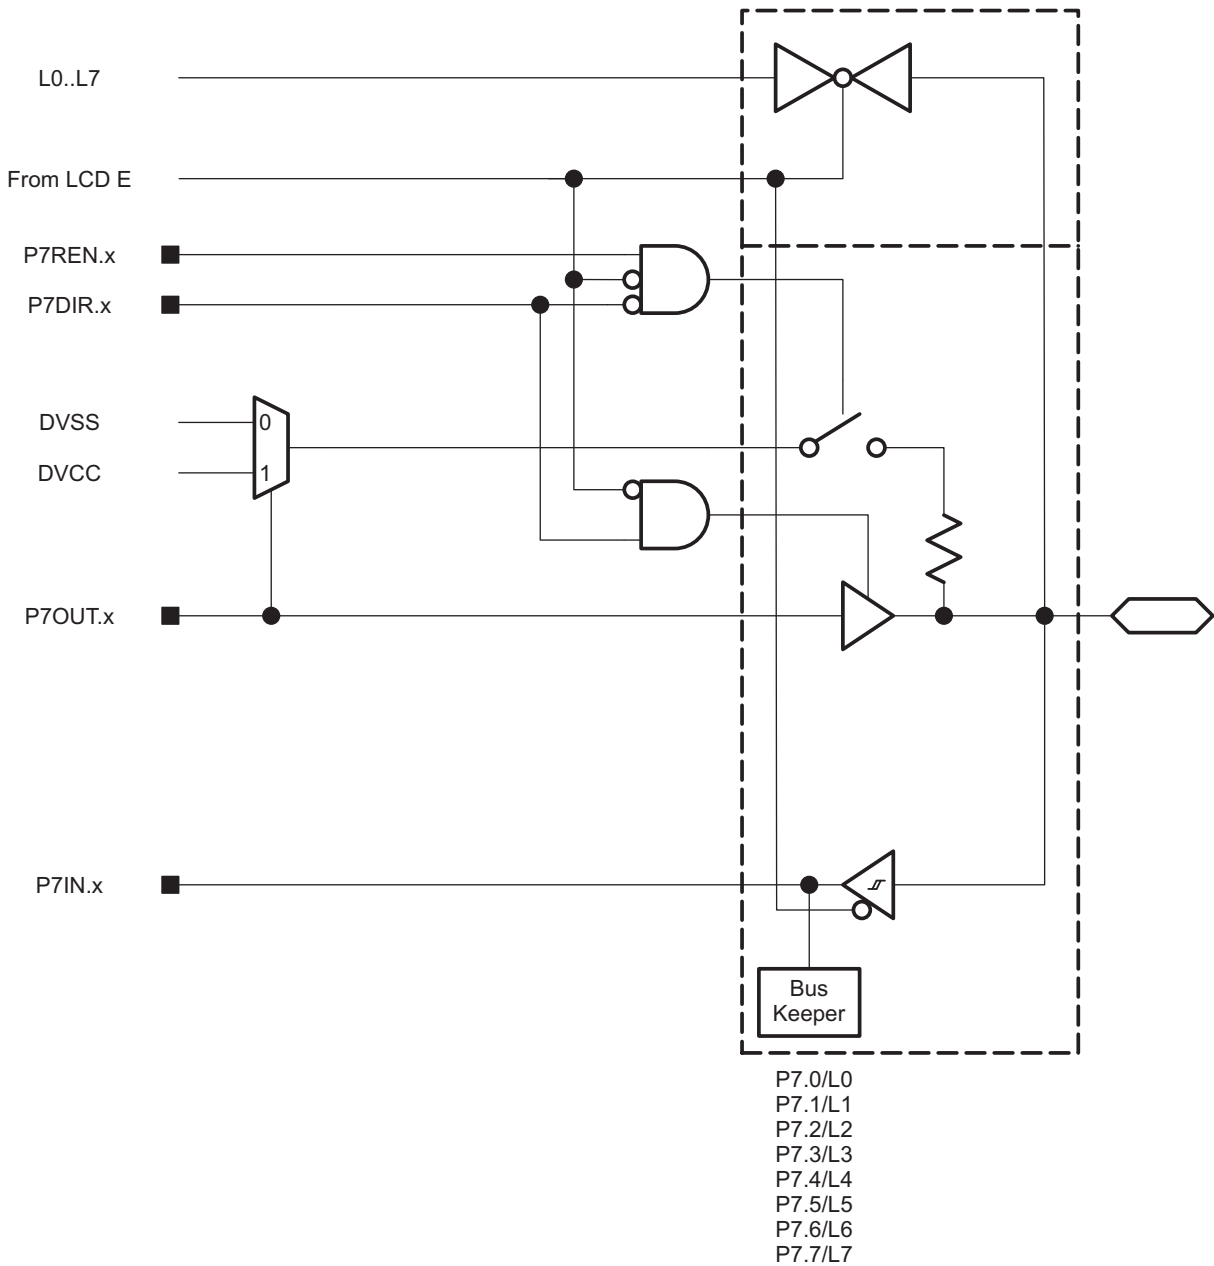 L0..L7
From LCD E
P7REN.x
P7DIR.x
DVSS
0
DVCC
1
P7OUT.x
P7IN.x
Bus
Keeper
P7.0/L0
P7.1/L1
P7.2/L2
P7.3/L3
P7.4/L4
P7.5/L5
P7.6/L6
P7.7/L7